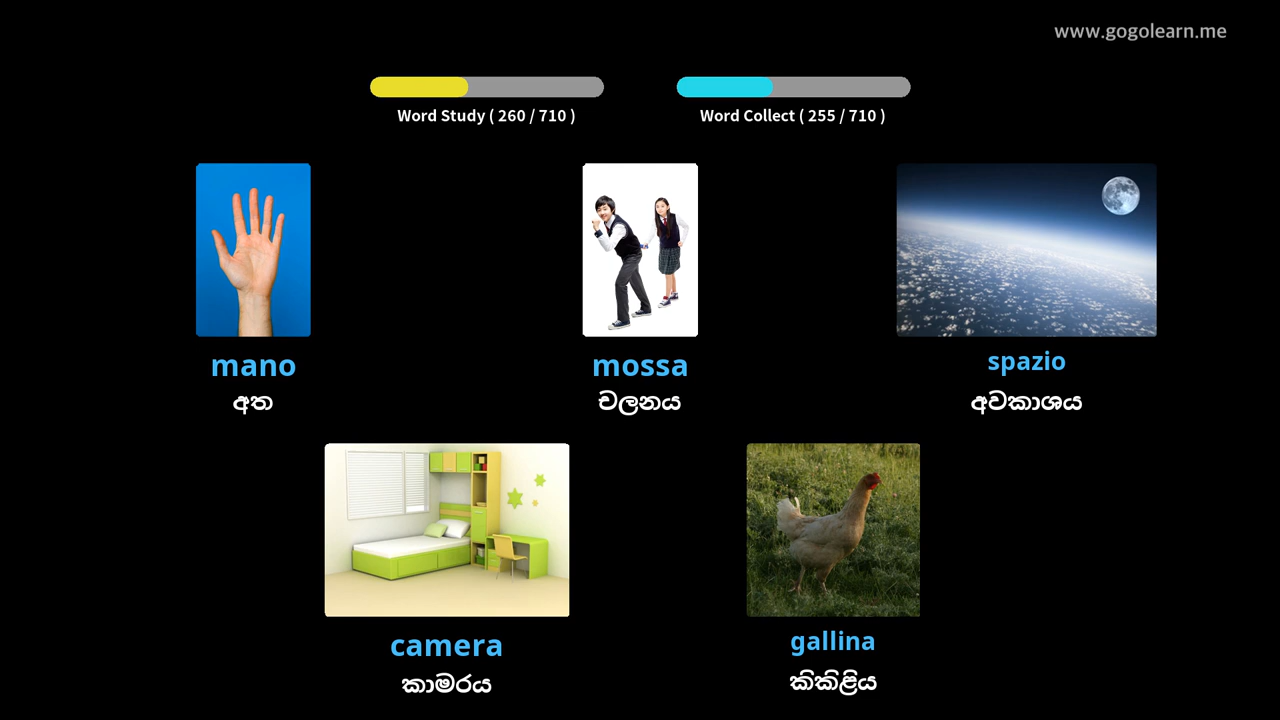 www.gogolearn.me
Word Study ( 260 / 710 )
Word Collect ( 255 / 710 )
mano
අත
mossa
චලනය
spazio
අවකාශය
camera
කාමරය
gallina
කිකිළිය